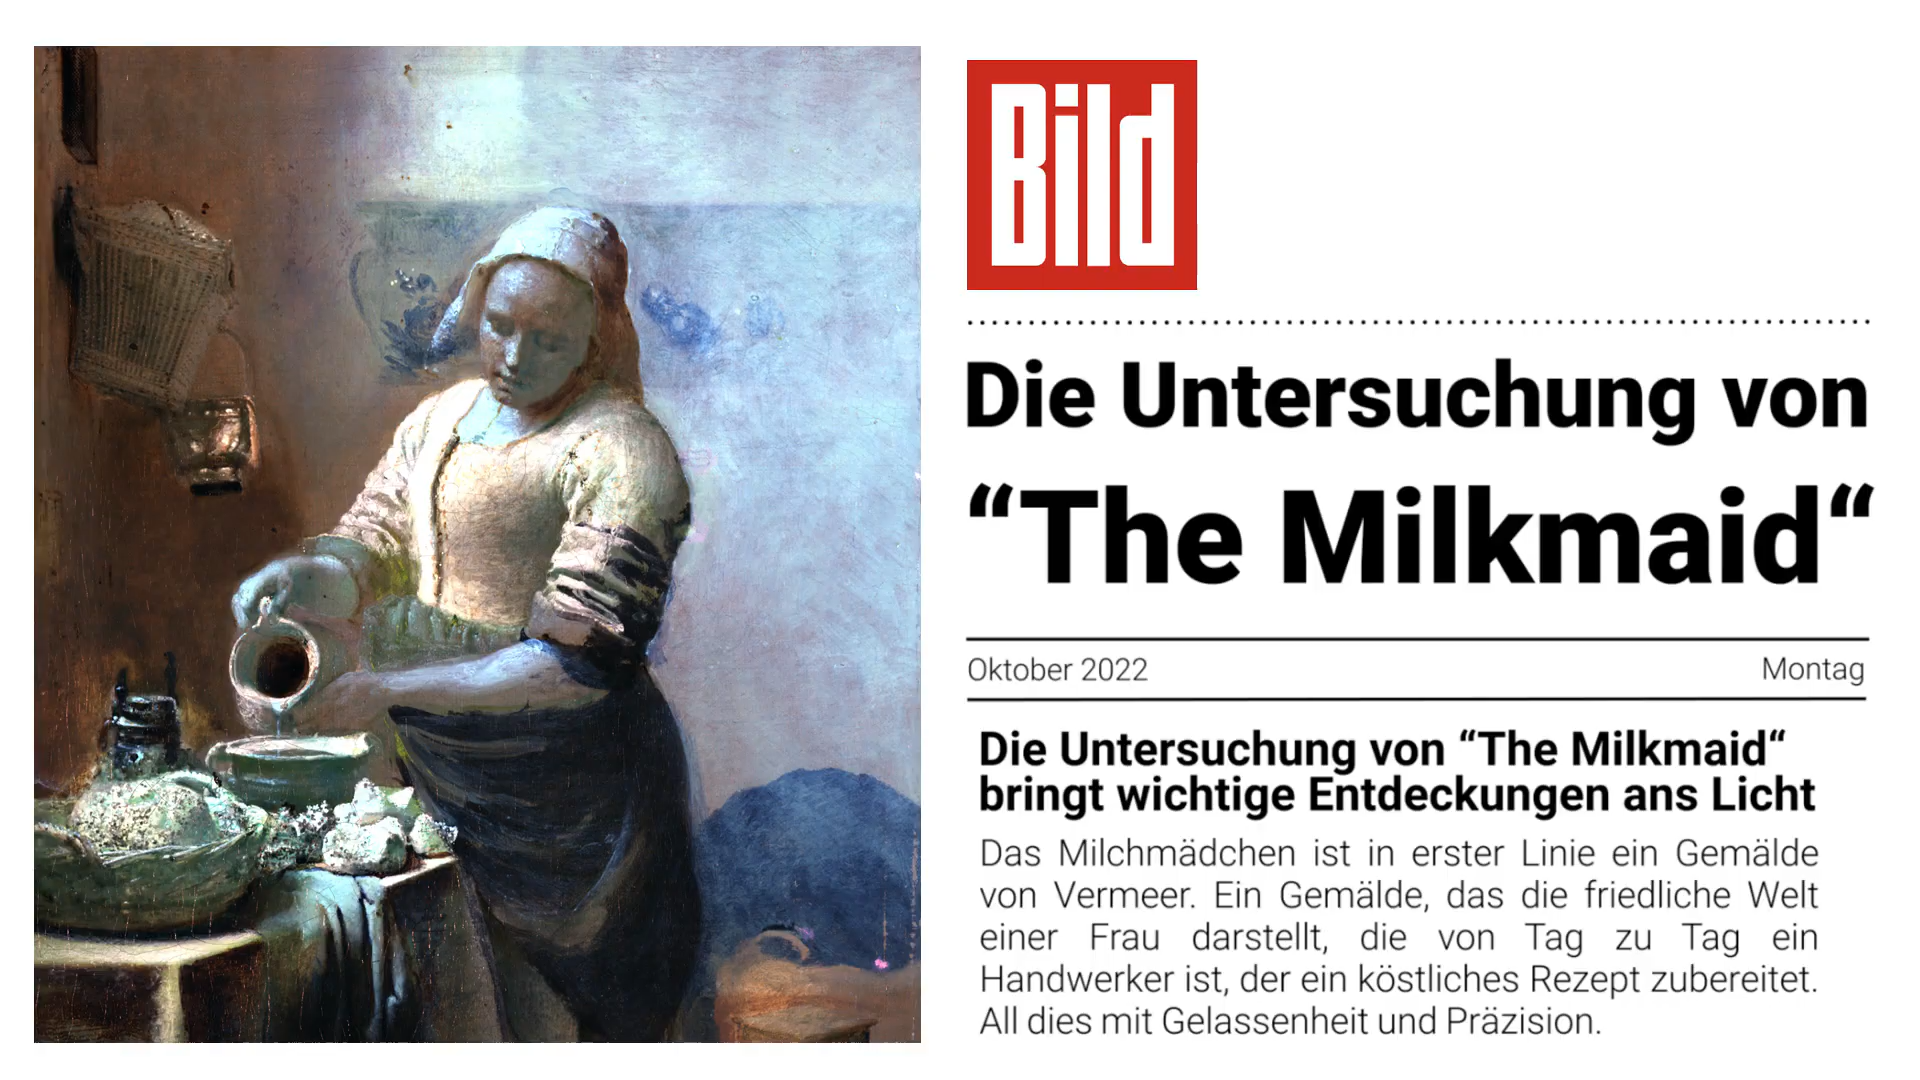 Bild
Die Untersuchung von
“The Milkmaid“
Oktober 2022
Montag
Die Untersuchung von “The Milkmaid“
bringt wichtige Entdeckungen ans Licht
Das Milchmädchen ist in erster Linie ein Gemälde
von Vermeer. Ein Gemälde, das die friedliche Welt
einer Frau darstellt, die von Tag zu Tag ein
Handwerker ist, der ein köstliches Rezept zubereitet.
All dies mit Gelassenheit und Präzision.